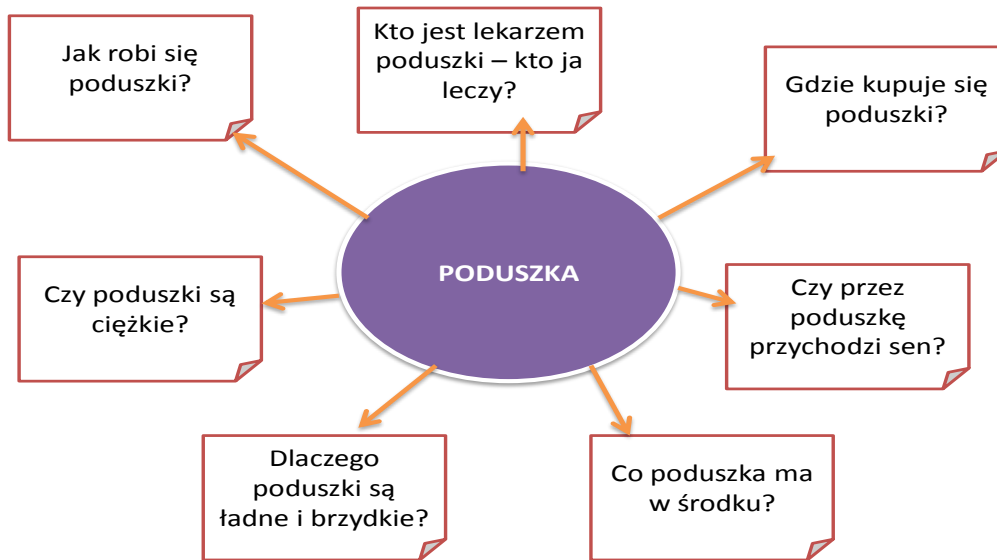 Jak robi się
poduszki?
Kto jest lekarzem
poduszki – kto ja
leczy?
Gdzie kupuje się
poduszki?
PODUSZKA
Czy poduszki są
ciężkie?
Czy przez
poduszkę
przychodzi sen?
Dlaczego
poduszki są
ładne i brzydkie?
Co poduszka ma
w środku?